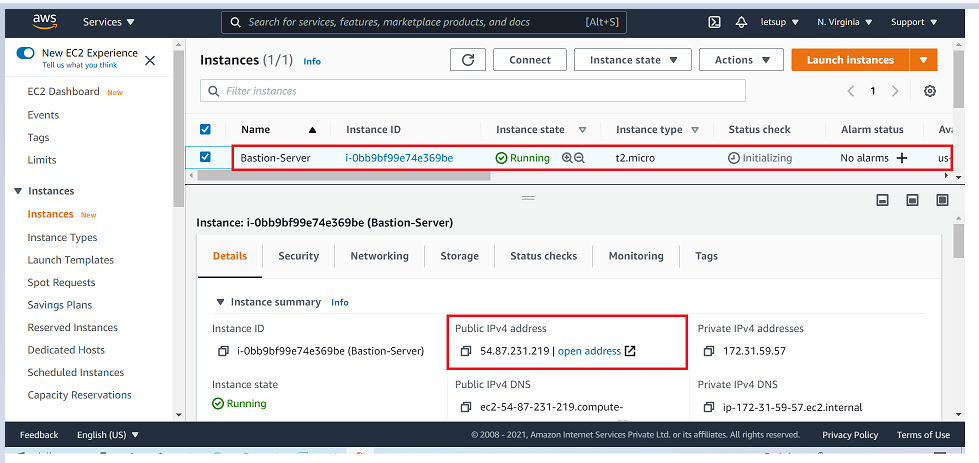 aws Services Search for services, features, marketplace products, and docs [Alt+S] letsup N. Virginia Support
New EC2 Experience
Tell us what you think
EC2 Dashboard New
Events
Tags
Limits
Instances
Instances New
Instance Types
Launch Templates
Spot Requests
Savings Plans
Reserved Instances
Dedicated Hosts
Scheduled Instances
Capacity Reservations
Instances (1/1) Info Connect Instance state Actions Launch instances
Filter instances 1
Name Instance ID Instance state Instance type Status check Alarm status Ava
Bastion-Server i-0bb9bf99e74e369be Running t2.micro Initializing No alarms + us-
Instance: i-0bb9bf99e74e369be (Bastion-Server)
Details Security Networking Storage Status checks Monitoring Tags
Instance summary Info
Instance ID Public IPv4 address Private IPv4 addresses
i-0bb9bf99e74e369be (Bastion-Server) 54.87.231.219 | open address 172.31.59.57
Instance state Public IPv4 DNS Private IPv4 DNS
Running ec2-54-87-231-219.compute- ip-172-31-59-57.ec2.internal
Feedback English (US) © 2008 - 2021, Amazon Internet Services Private Ltd. or its affiliates. All rights reserved. Privacy Policy Terms of Use